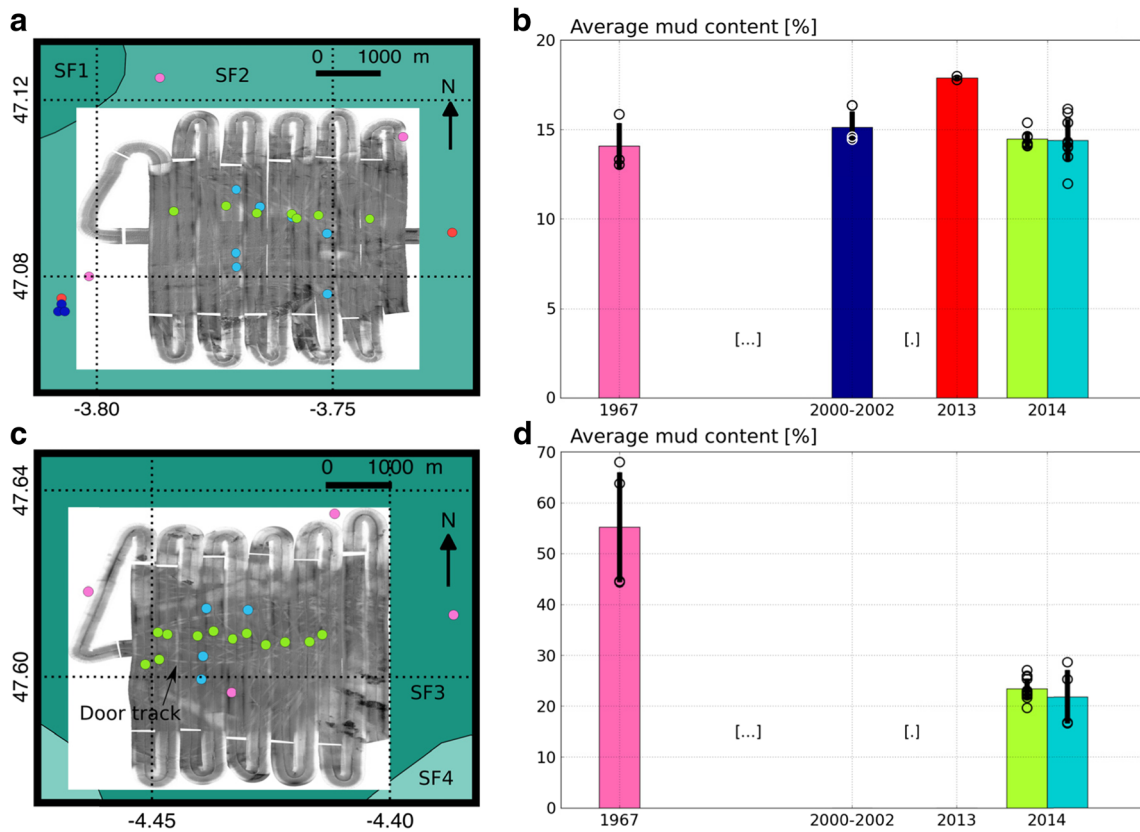 a
SF1
SF2
0 1000 m
N
47.12
47.08
-3.80
-3.75
b
Average mud content [%]
20
15
10
5
0
[...]
[.]
1967
2000-2002
2013
2014
c
0 1000 m
N
47.64
47.60
Door track
SF3
SF4
-4.45
-4.40
d
Average mud content [%]
70
60
50
40
30
20
10
0
[...]
[.]
1967
2000-2002
2013
2014